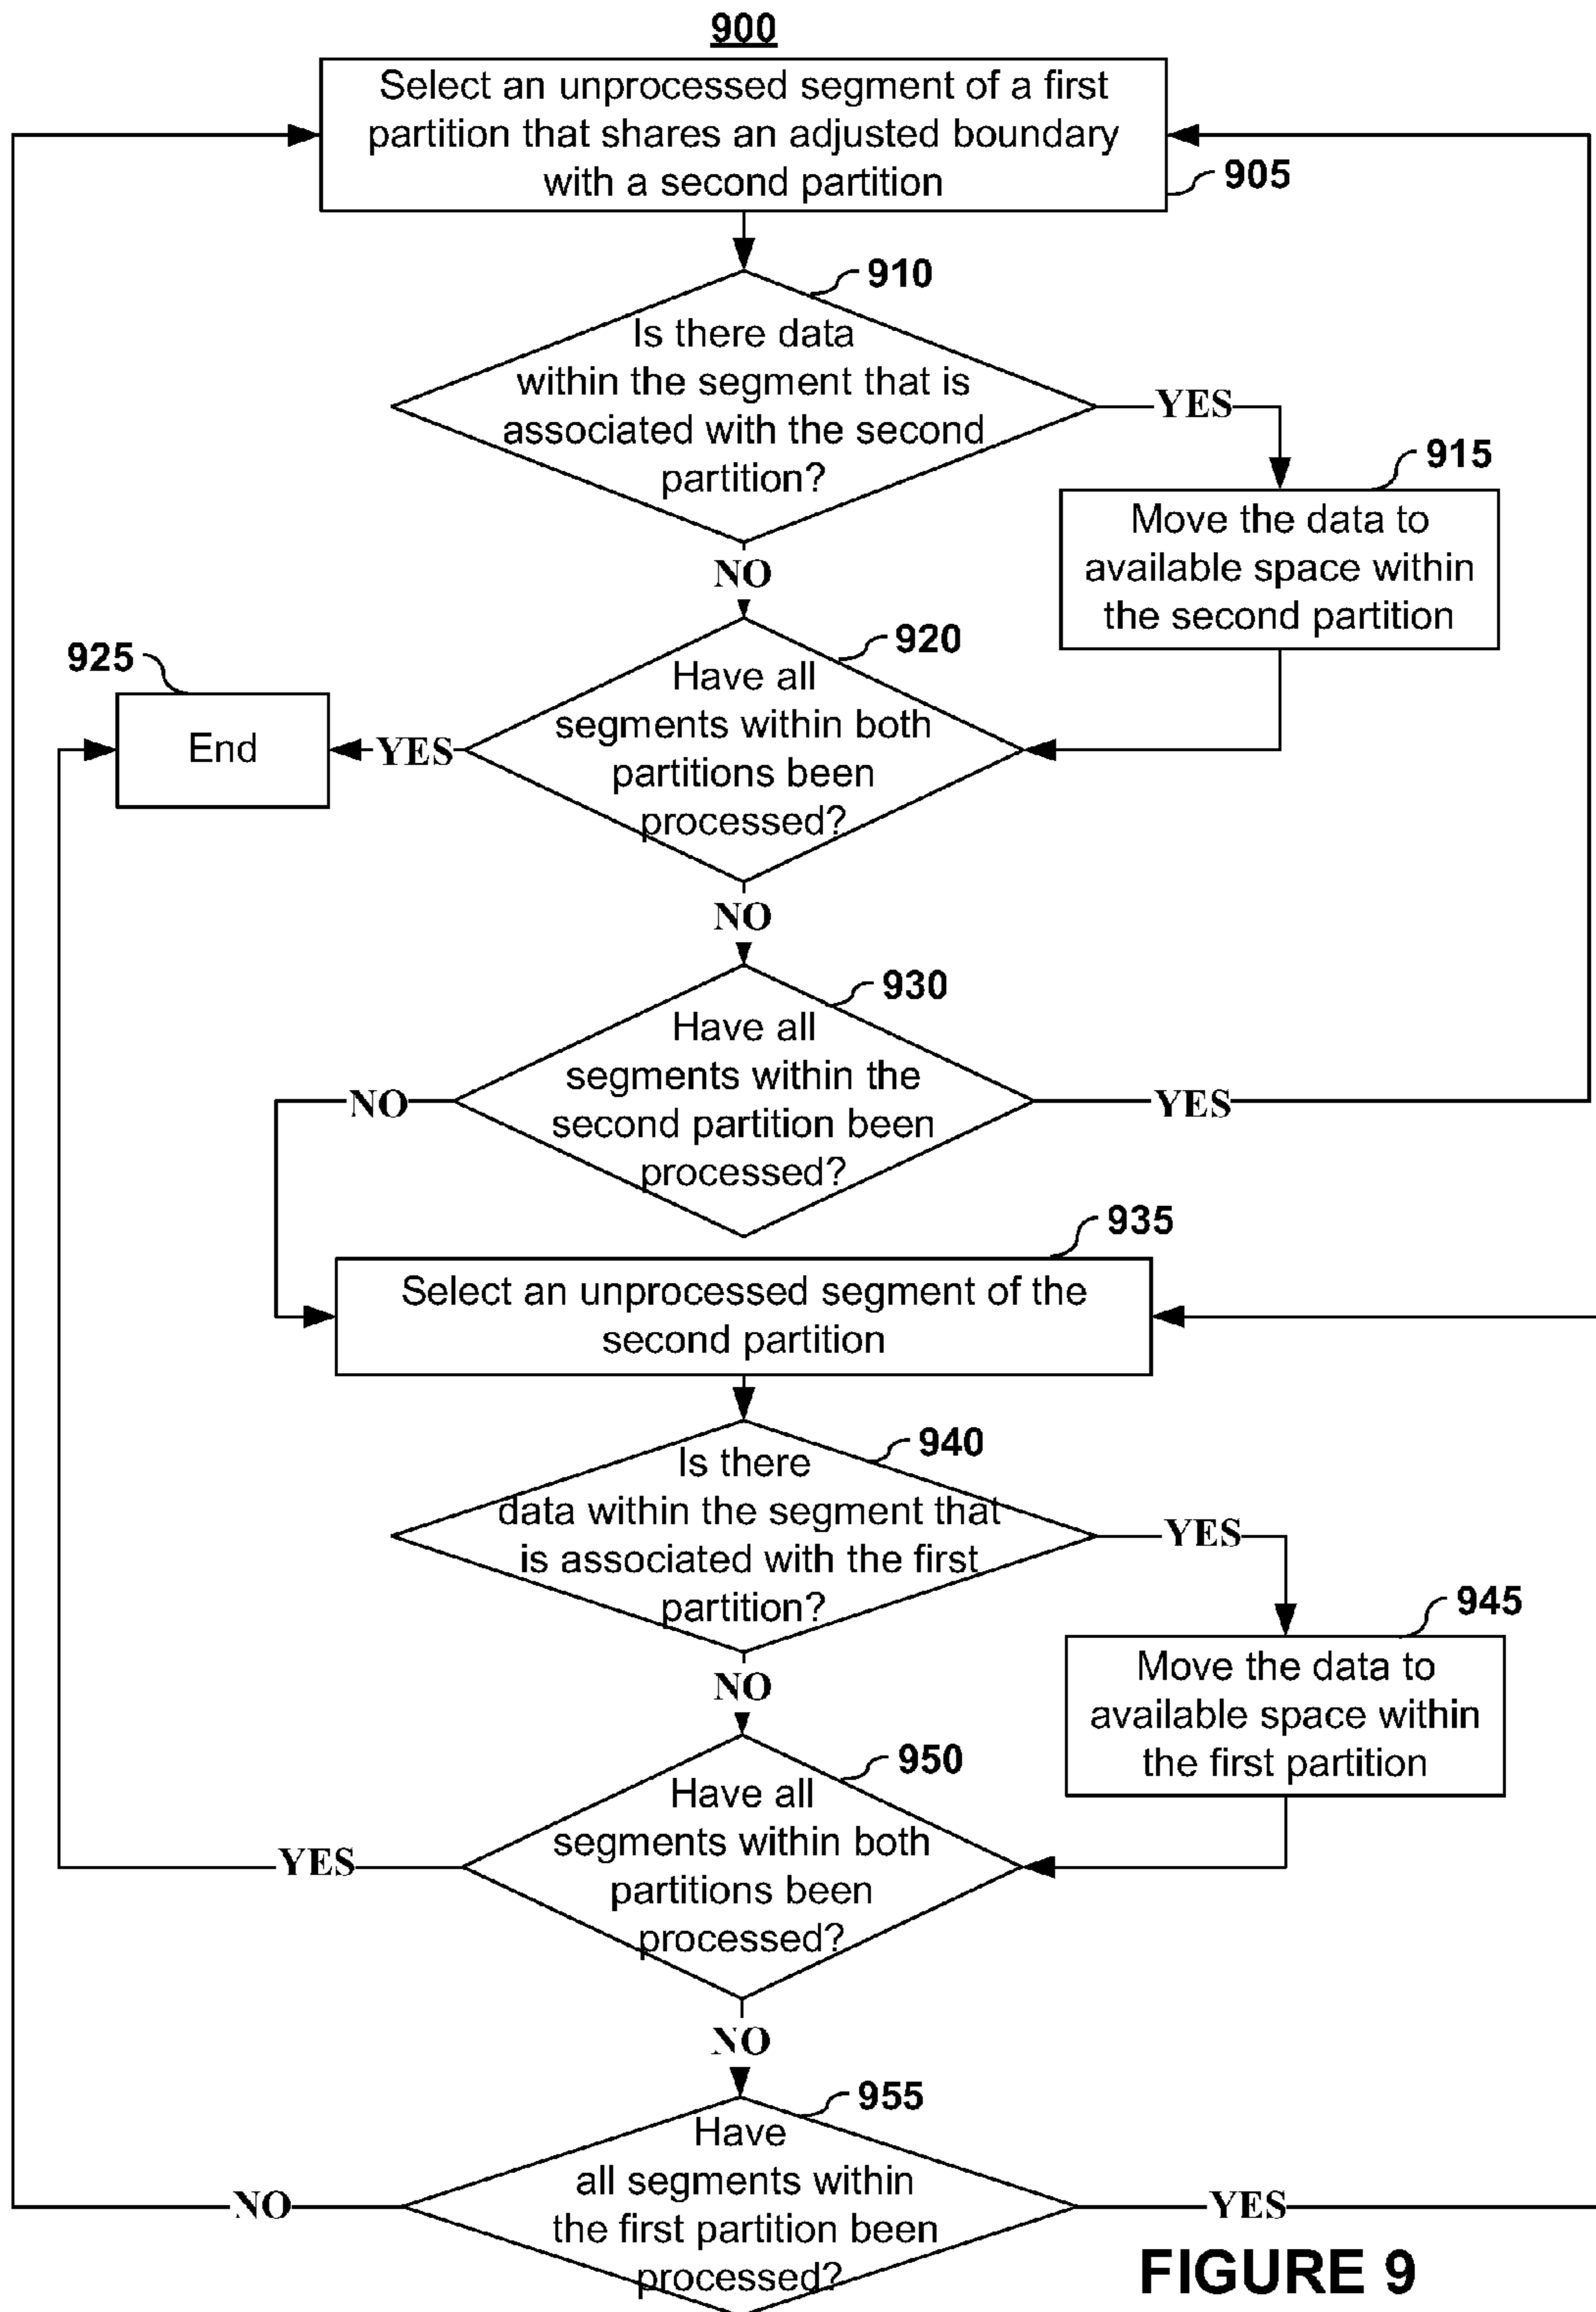 900
Select an unprocessed segment of a first
partition that shares an adjusted boundary
with a second partition
905
910
Is there data
within the segment that is
associated with the second
partition?
YES
915
Move the data to
available space within
the second partition
NO
920
Have all
segments within both
partitions been
processed?
925
End
YES
NO
930
Have all
segments within the
second partition been
processed?
NO
YES
935
Select an unprocessed segment of the
second partition
940
Is there
data within the segment that
is associated with the first
partition?
YES
945
Move the data to
available space within
the first partition
NO
950
Have all
segments within both
partitions been
processed?
YES
NO
955
Have
all segments within
the first partition been
processed?
NO
YES
FIGURE 9